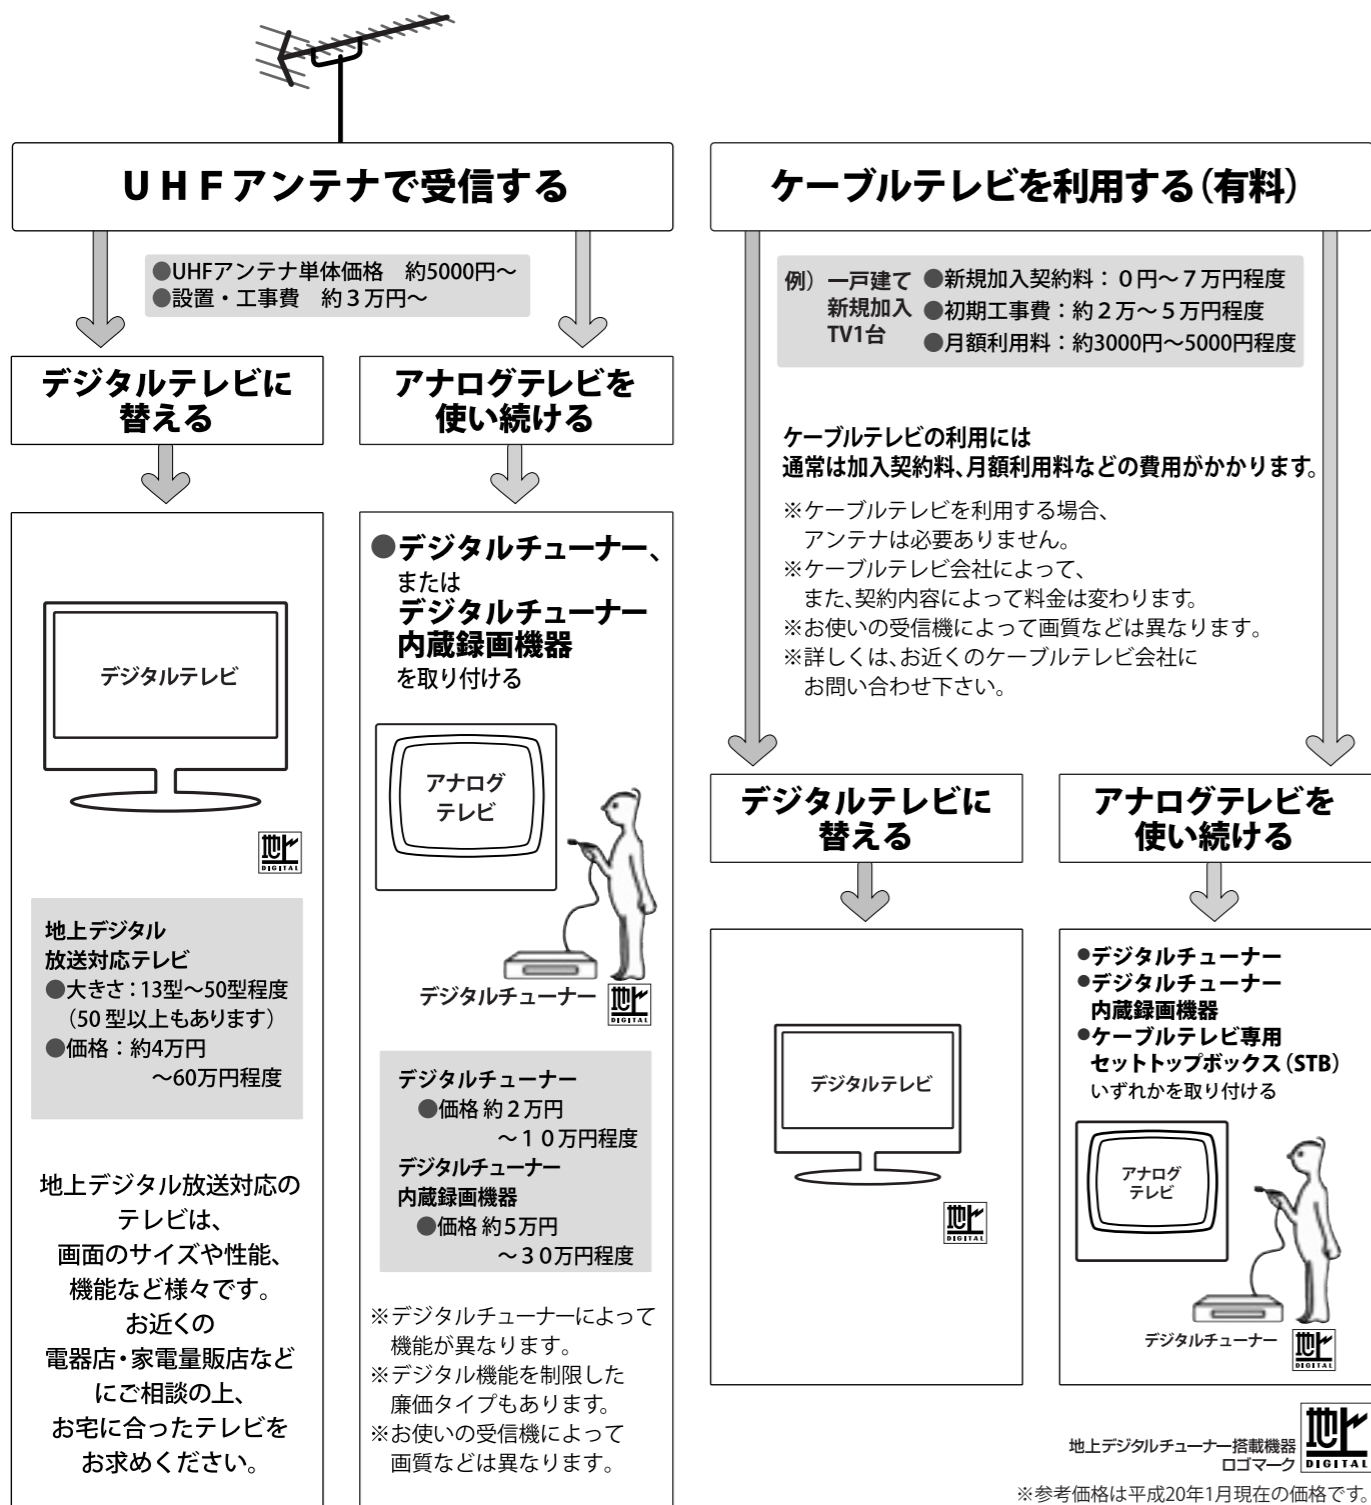 UHFアンテナで受信する
●UHFアンテナ単体価格　約5000円〜
●設置・工事費　約３万円〜
デジタルテレビに
替える
デジタルテレビ
地上
DIGITAL
地上デジタル
放送対応テレビ
●大きさ：13型〜50型程度
（50型以上もあります）
●価格：約4万円
〜60万円程度
地上デジタル放送対応の
テレビは、
画面のサイズや性能、
機能など様々です。
お近くの
電器店・家電量販店など
にご相談の上、
お宅に合ったテレビを
お求めください。
アナログテレビを
使い続ける
●デジタルチューナー、
または
デジタルチューナー
内蔵録画機器
を取り付ける
アナログ
テレビ
デジタルチューナー
地上
DIGITAL
デジタルチューナー
●価格 約２万円
〜１０万円程度
デジタルチューナー
内蔵録画機器
●価格 約5万円
〜３０万円程度
※デジタルチューナーによって
機能が異なります。
※デジタル機能を制限した
廉価タイプもあります。
※お使いの受信機によって
画質などは異なります。
ケーブルテレビを利用する（有料）
例）一戸建て ●新規加入契約料：０円〜７万円程度
新規加入 ●初期工事費：約２万〜５万円程度
TV1台 ●月額利用料：約3000円〜5000円程度
ケーブルテレビの利用には
通常は加入契約料、月額利用料などの費用がかかります。
※ケーブルテレビを利用する場合、
アンテナは必要ありません。
※ケーブルテレビ会社によって、
また、契約内容によって料金は変わります。
※お使いの受信機によって画質などは異なります。
※詳しくは、お近くのケーブルテレビ会社に
お問い合わせ下さい。
デジタルテレビに
替える
デジタルテレビ
地上
DIGITAL
アナログテレビを
使い続ける
●デジタルチューナー
●デジタルチューナー
内蔵録画機器
●ケーブルテレビ専用
セットトップボックス（STB）
いずれかを取り付ける
アナログ
テレビ
デジタルチューナー
地上
DIGITAL
地上デジタルチューナー搭載機器
ロゴマーク
地上
DIGITAL
※参考価格は平成20年1月現在の価格です。